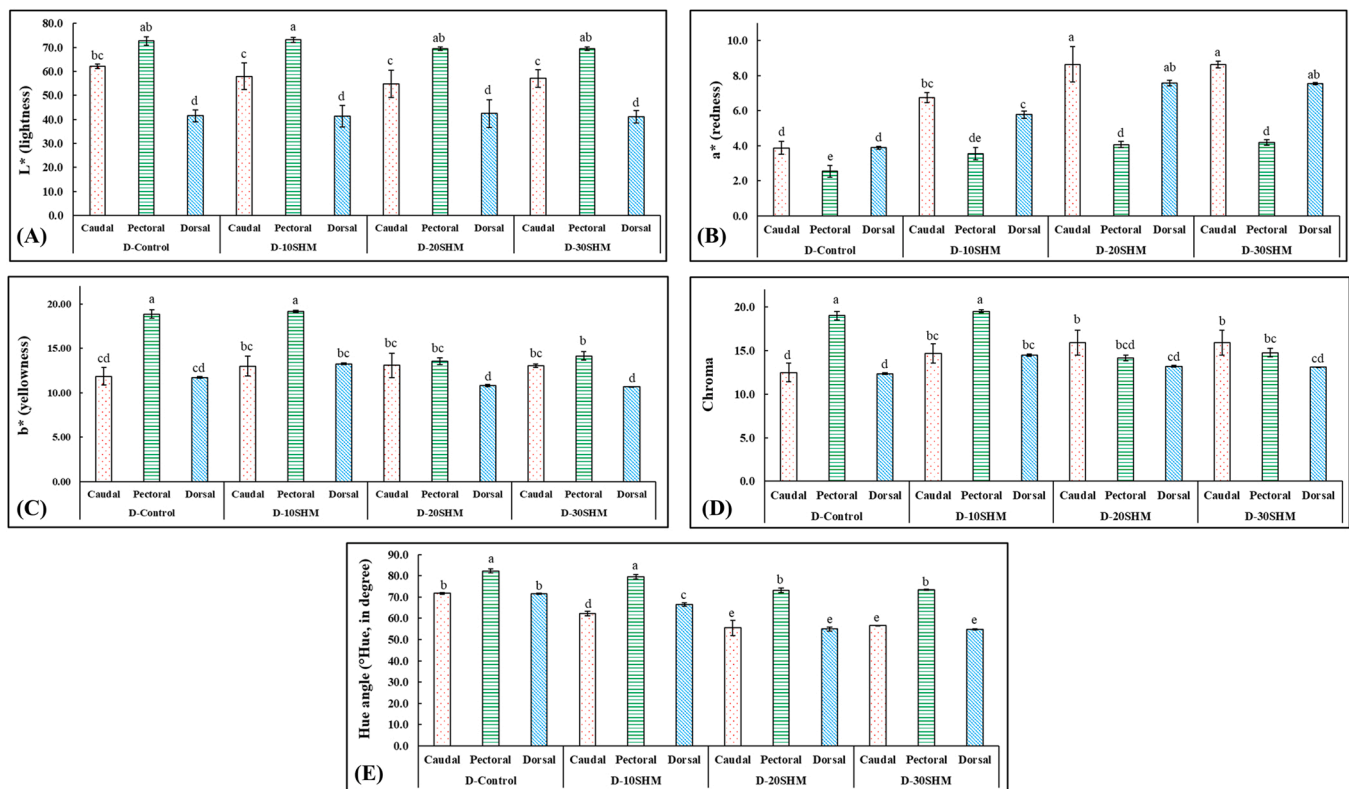 80.0
70.0
60.0
50.0
40.0
30.0
20.0
10.0
0.0
L* (lightness)
bc ab d c a d c ab d c ab d
Caudal Pectoral Dorsal Caudal Pectoral Dorsal Caudal Pectoral Dorsal Caudal Pectoral Dorsal
D-Control D-10SHM D-20SHM D-30SHM
(A)
10.0
8.0
6.0
4.0
2.0
0.0
a* (redness)
d e d bc de c a d ab a d ab
Caudal Pectoral Dorsal Caudal Pectoral Dorsal Caudal Pectoral Dorsal Caudal Pectoral Dorsal
D-Control D-10SHM D-20SHM D-30SHM
(B)
20.00
15.00
10.00
5.00
0.00
b* (yellowness)
cd a cd bc a bc bc bc d bc b d
Caudal Pectoral Dorsal Caudal Pectoral Dorsal Caudal Pectoral Dorsal Caudal Pectoral Dorsal
D-Control D-10SHM D-20SHM D-30SHM
(C)
20.0
15.0
10.0
5.0
0.0
Chroma
d a d bc a bc b bcd cd b bc cd
Caudal Pectoral Dorsal Caudal Pectoral Dorsal Caudal Pectoral Dorsal Caudal Pectoral Dorsal
D-Control D-10SHM D-20SHM D-30SHM
(D)
90.0
80.0
70.0
60.0
50.0
40.0
30.0
20.0
10.0
0.0
Hue angle (°Hue, in degree)
b a b d a c e b e e b e
Caudal Pectoral Dorsal Caudal Pectoral Dorsal Caudal Pectoral Dorsal Caudal Pectoral Dorsal
D-Control D-10SHM D-20SHM D-30SHM
(E)